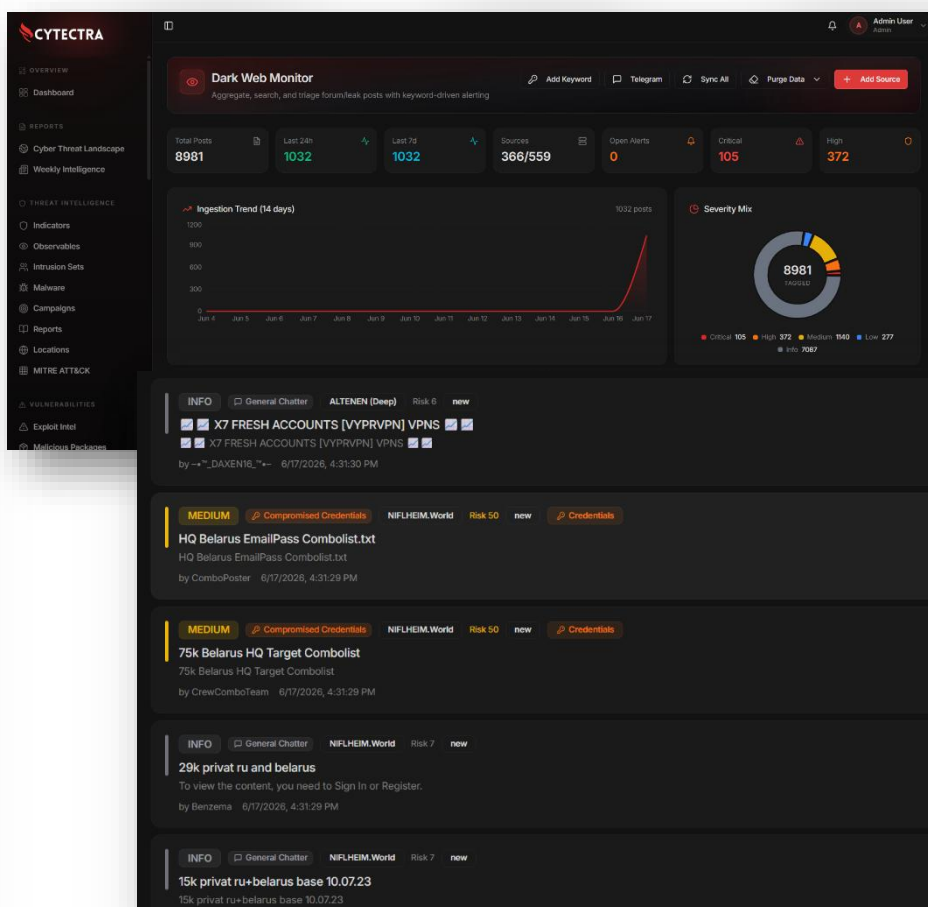 CYTECTRA
Admin User
Admin
OVERVIEW
Dashboard
REPORTS
Cyber Threat Landscape
Weekly Intelligence
THREAT INTELLIGENCE
Indicators
Observables
Intrusion Sets
Malware
Campaigns
Reports
Locations
MITRE ATT&CK
VULNERABILITIES
Exploit Intel
Malicious Packages
Dark Web Monitor
Aggregate, search, and triage forum/leak posts with keyword-driven alerting
Add Keyword Telegram Sync All Purge Data + Add Source
Total Posts Last 24h Last 7d Sources Open Alerts Critical High
8981 1032 1032 366/559 0 105 372
Ingestion Trend (14 days) 1032 posts
1200
900
600
300
0
Jun 4 Jun 5 Jun 6 Jun 7 Jun 8 Jun 9 Jun 10 Jun 11 Jun 12 Jun 13 Jun 14 Jun 15 Jun 16 Jun 17
Severity Mix
8981
TAGGED
Critical 105 High 372 Medium 1140 Low 277
Info 7087
INFO General Chatter ALTENEN (Deep) Risk 6 new
X7 FRESH ACCOUNTS [VYPRVPN] VPNS
X7 FRESH ACCOUNTS [VYPRVPN] VPNS
by _DAXEN16_ 6/17/2026, 4:31:30 PM
MEDIUM Compromised Credentials NIFLHEIM.World Risk 50 new Credentials
HQ Belarus EmailPass Combolist.txt
HQ Belarus EmailPass Combolist.txt
by ComboPoster 6/17/2026, 4:31:29 PM
MEDIUM Compromised Credentials NIFLHEIM.World Risk 50 new Credentials
75k Belarus HQ Target Combolist
75k Belarus HQ Target Combolist
by CrewComboTeam 6/17/2026, 4:31:29 PM
INFO General Chatter NIFLHEIM.World Risk 7 new
29k privat ru and belarus
To view the content, you need to Sign In or Register.
by Benzema 6/17/2026, 4:31:29 PM
INFO General Chatter NIFLHEIM.World Risk 7 new
15k privat ru+belarus base 10.07.23
15k privat ru+belarus base 10.07.23